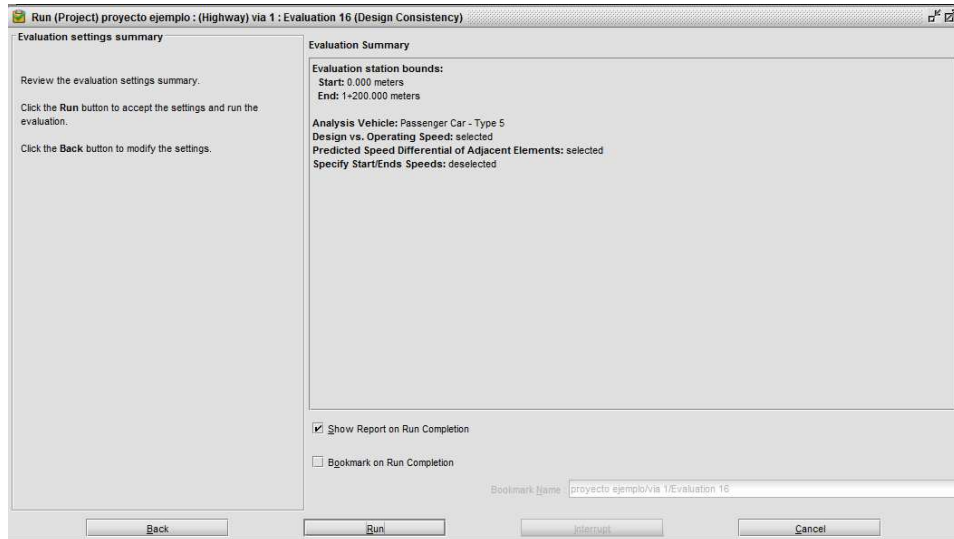 Run (Project) proyecto ejemplo : (Highway) via 1 : Evaluation 16 (Design Consistency)
Evaluation settings summary
Review the evaluation settings summary.
Click the Run button to accept the settings and run the
evaluation.
Click the Back button to modify the settings.
Evaluation Summary
Evaluation station bounds:
Start: 0.000 meters
End: 1+200.000 meters
Analysis Vehicle: Passenger Car - Type 5
Design vs. Operating Speed: selected
Predicted Speed Differential of Adjacent Elements: selected
Specify Start/Ends Speeds: deselected
Show Report on Run Completion
Bookmark on Run Completion
Bookmark Name : proyecto ejemplo/via 1/Evaluation 16
Back
Run
Interrupt
Cancel